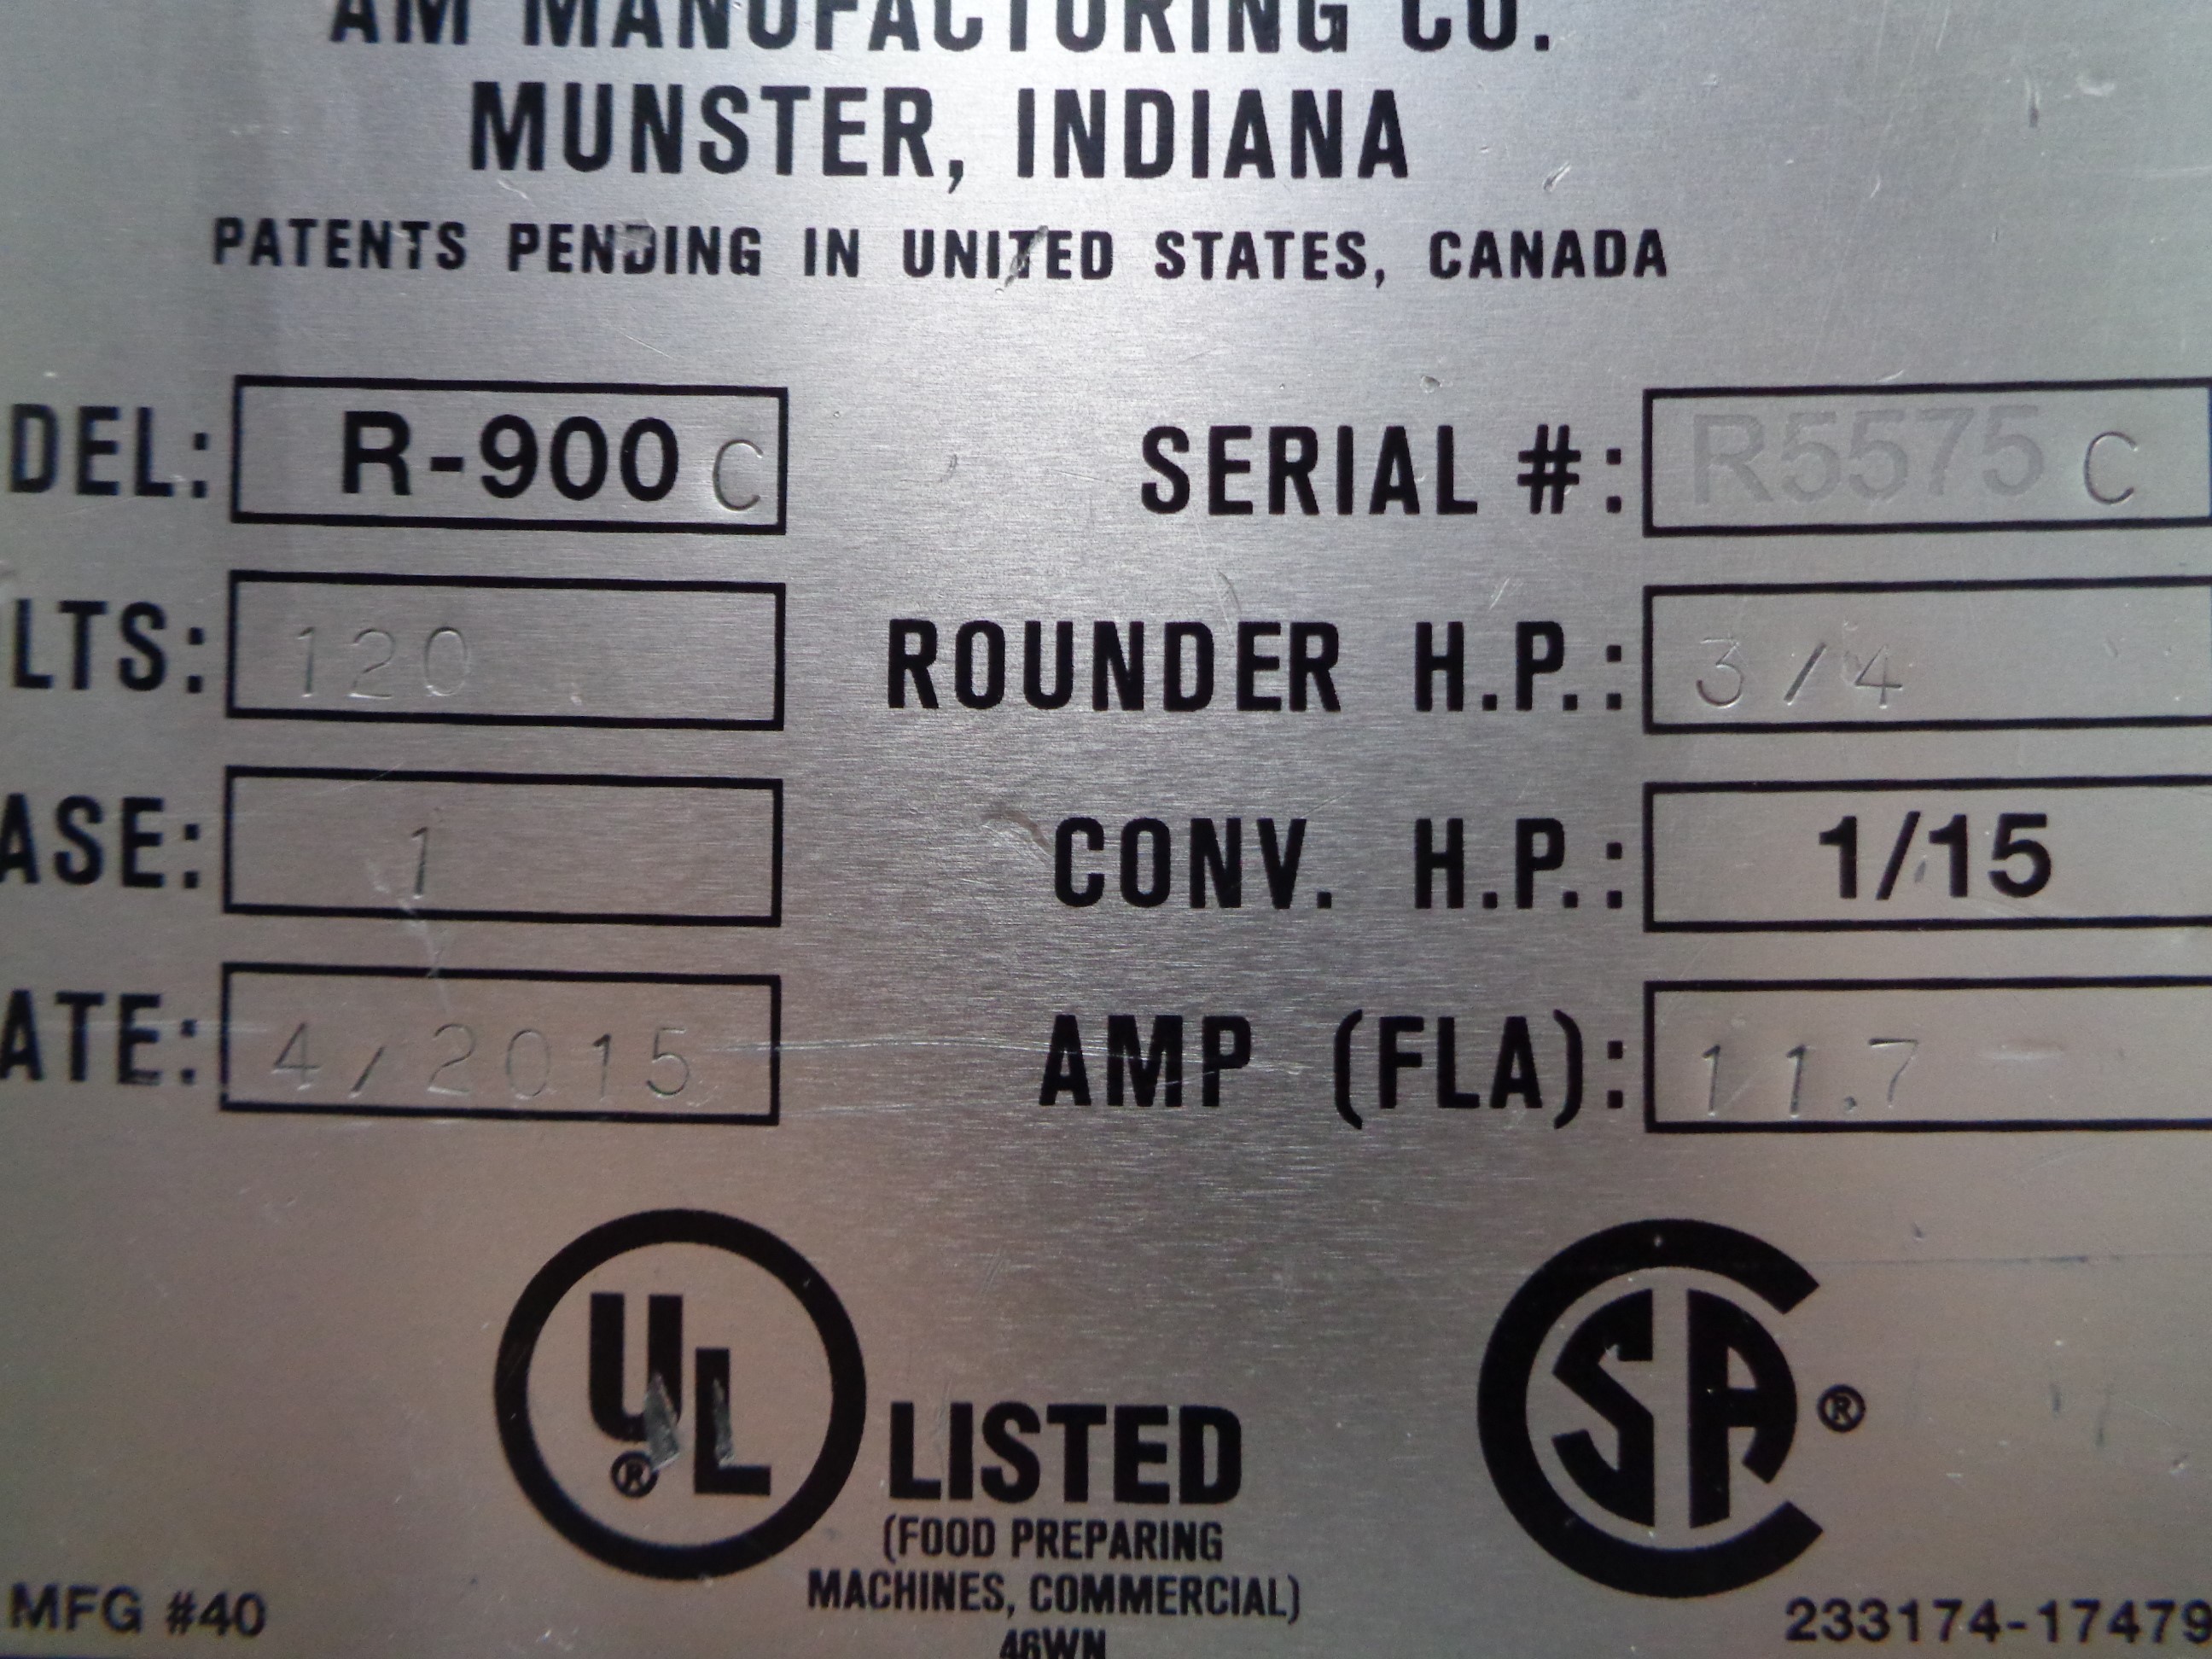 AM MANUFACTURING CO.
MUNSTER, INDIANA
PATENTS PENDING IN UNITED STATES, CANADA
DEL: R-900 C SERIAL #: R5575 C
LTS: 120 ROUNDER H.P.: 3/4
ASE: 1 CONV. H.P.: 1/15
ATE: 4/2015 AMP (FLA): 11.7
UL ® LISTED
(FOOD PREPARING
MACHINES, COMMERCIAL)
46WN
SA ®
MFG #40 233174-17479